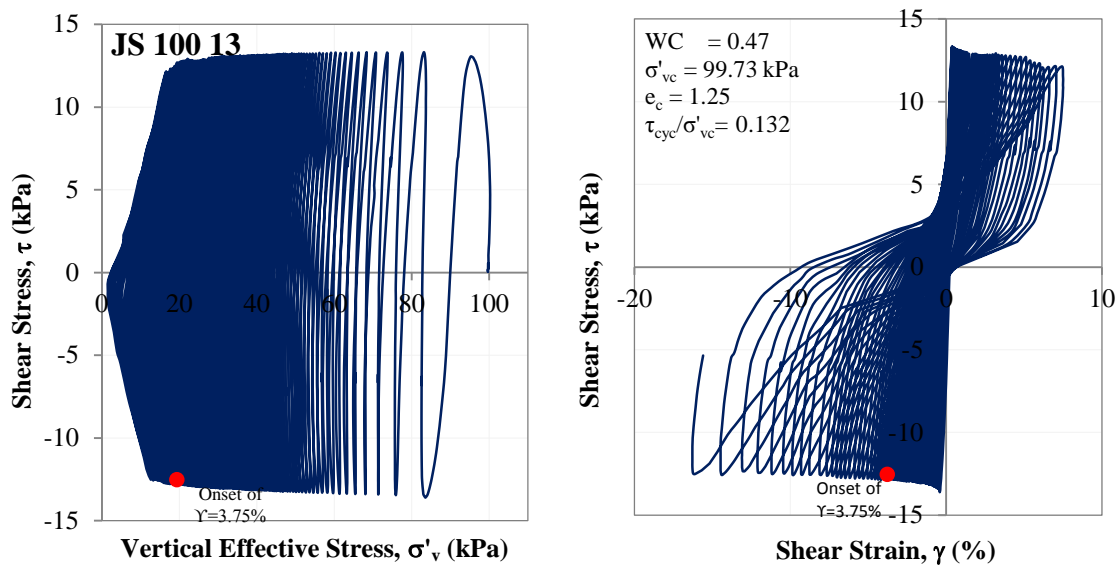 JS 100 13
15
10
5
0
-5
-10
-15
0
20
40
60
80
100
Shear Stress, τ (kPa)
Vertical Effective Stress, σ'v (kPa)
Onset of
ϒ=3.75%
WC = 0.47
σ'vc = 99.73 kPa
ec = 1.25
τcyc/σ'vc= 0.132
15
10
5
0
-5
-10
-15
-20
-10
0
10
Shear Stress, τ (kPa)
Shear Strain, γ (%)
Onset of
ϒ=3.75%